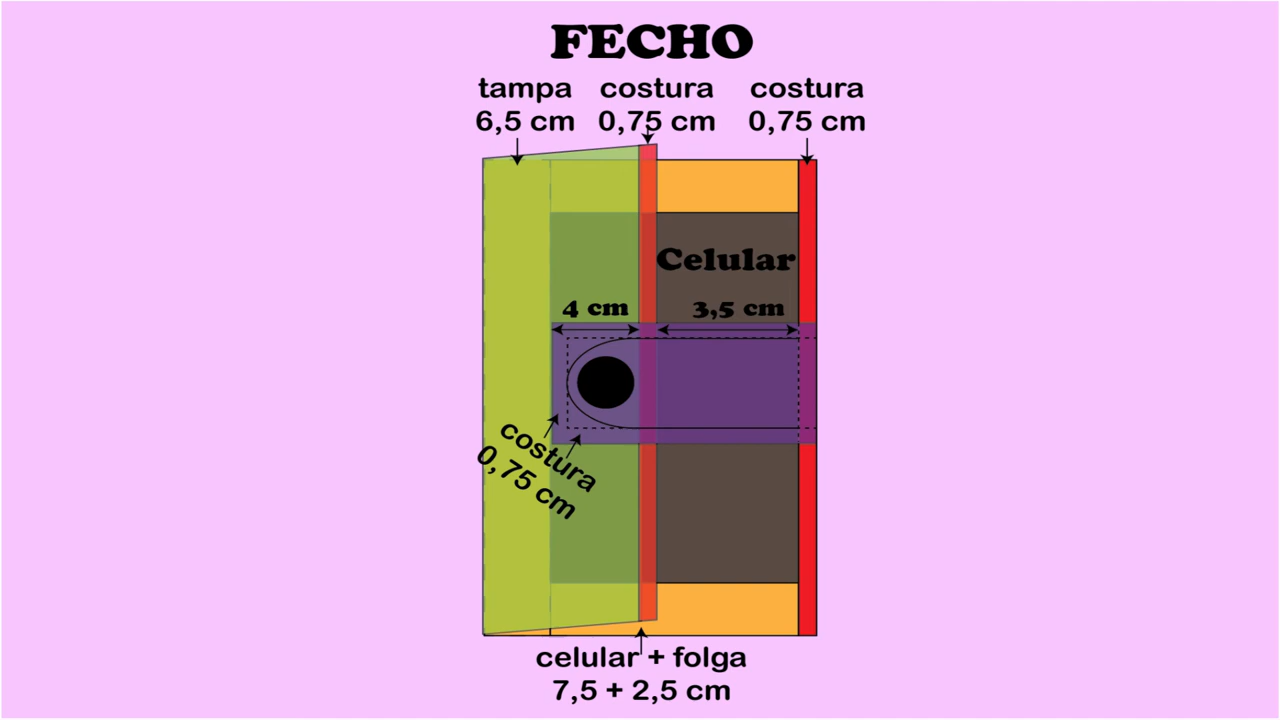 FECHO
tampa
6,5 cm
costura
0,75 cm
costura
0,75 cm
Celular
4 cm
3,5 cm
costura
0,75 cm
celular + folga
7,5 + 2,5 cm